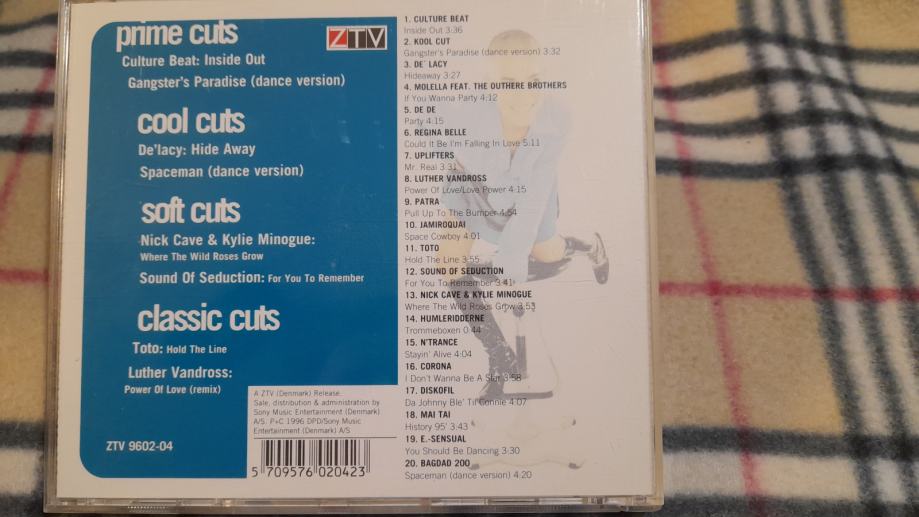 prime cuts
ZTV
Culture Beat: Inside Out
Gangster's Paradise (dance version)
cool cuts
De'lacy: Hide Away
Spaceman (dance version)
soft cuts
Nick Cave & Kylie Minogue:
Where The Wild Roses Grow
Sound Of Seduction: For You To Remember
classic cuts
Toto: Hold The Line
Luther Vandross:
Power Of Love (remix)
A ZTV (Denmark) Release.
Sale, distribution & administration by
Sony Music Entertainment (Denmark)
A/S. P+C 1996 DPD/Sony Music
Entertainment (Denmark) A/S
ZTV 9602-04
5 709576 020423
1. CULTURE BEAT
Inside Out 3:36
2. KOOL CUT
Gangster's Paradise (dance version) 3:32
3. DE´ LACY
Hideaway 3:27
4. MOLELLA FEAT. THE OUTHERE BROTHERS
If You Wanna Party 4:12
5. DE DE
Party 4:15
6. REGINA BELLE
Could It Be I'm Falling In Love 5:11
7. UPLIFTERS
Mr. Real 3:31
8. LUTHER VANDROSS
Power Of Love/Love Power 4:15
9. PATRA
Pull Up To The Bumper 4:54
10. JAMIROQUAI
Space Cowboy 4:01
11. TOTO
Hold The Line 3:55
12. SOUND OF SEDUCTION
For You To Remember 3:41
13. NICK CAVE & KYLIE MINOGUE
Where The Wild Roses Grow 3:53
14. HUMLERIDDERNE
Trommeboxen 0:44
15. N'TRANCE
Stayin' Alive 4:04
16. CORONA
I Don't Wanna Be A Star 3:58
17. DISKOFIL
Da Johnny Ble' Til Connie 4:07
18. MAI TAI
History 95' 3:43
19. E.-SENSUAL
You Should Be Dancing 3:30
20. BAGDAD 200
Spaceman (dance version) 4:20